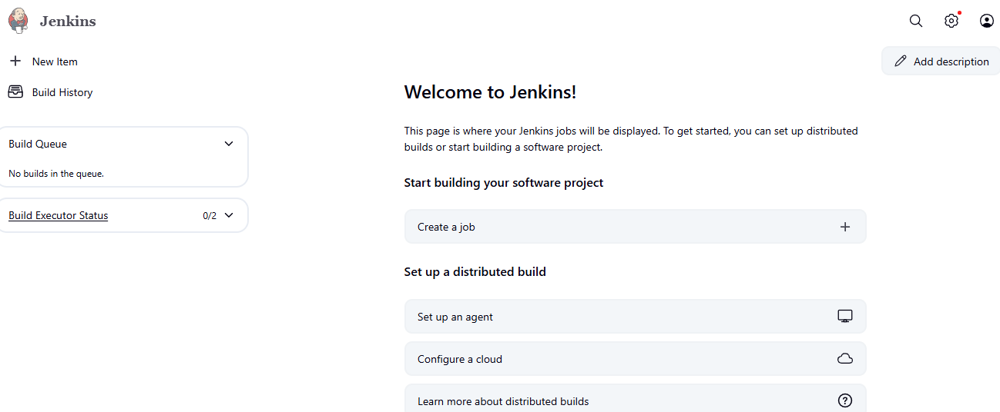 Jenkins
New Item
Add description
Build History
Build Queue
No builds in the queue.
Build Executor Status
0/2
Welcome to Jenkins!
This page is where your Jenkins jobs will be displayed. To get started, you can set up distributed
builds or start building a software project.
Start building your software project
Create a job
Set up a distributed build
Set up an agent
Configure a cloud
Learn more about distributed builds